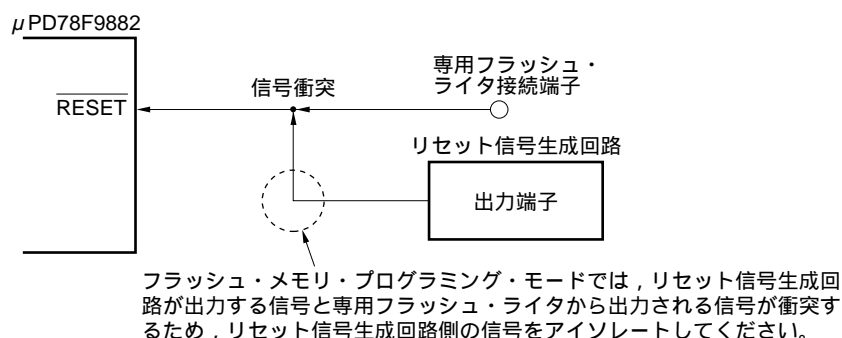 μPD78F9882
専用フラッシュ・
ライタ接続端子
信号衝突
RESET
リセット信号生成回路
出力端子
フラッシュ・メモリ・プログラミング・モードでは，リセット信号生成回
路が出力する信号と専用フラッシュ・ライタから出力される信号が衝突す
るため，リセット信号生成回路側の信号をアイソレートしてください。